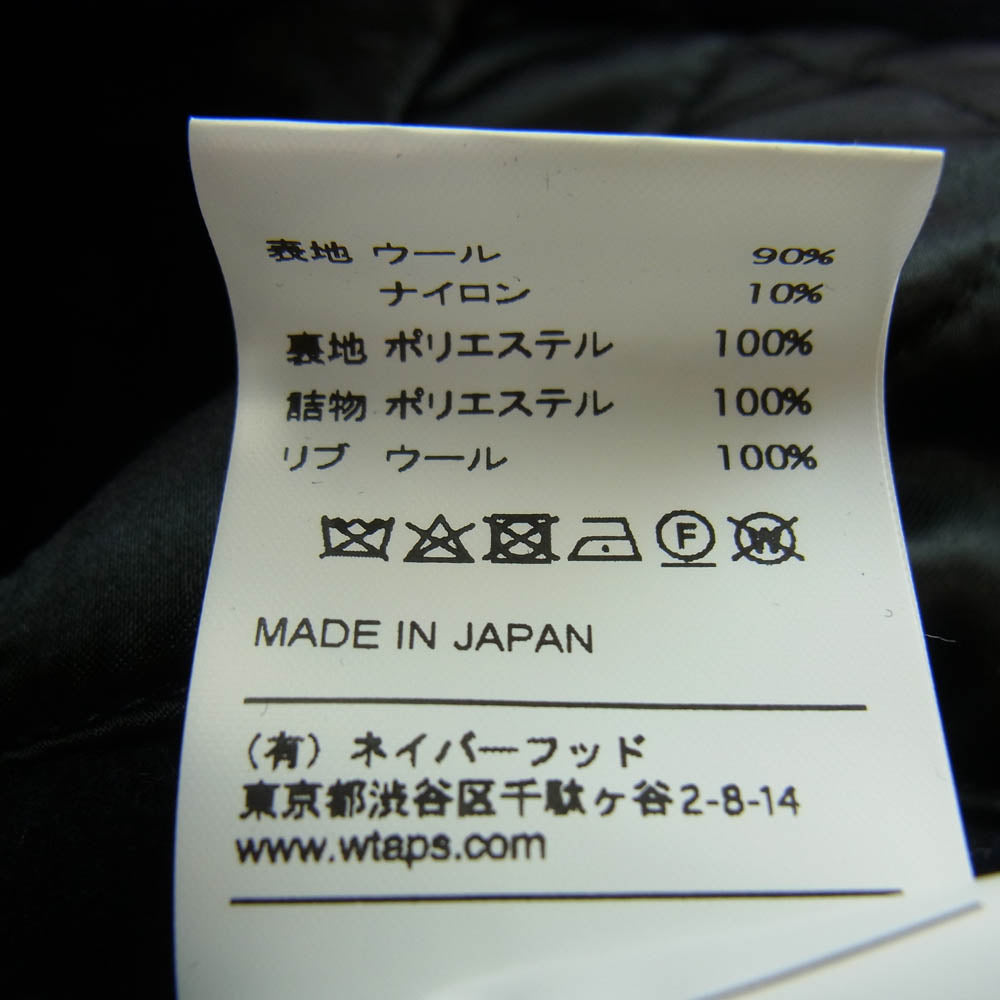 表地 ウール 90%
ナイロン 10%
裏地 ポリエステル 100%
詰物 ポリエステル 100%
リブ ウール 100%
F W
MADE IN JAPAN
(有) ネイバーフッド
東京都渋谷区千駄ヶ谷2-8-14
www.wtaps.com